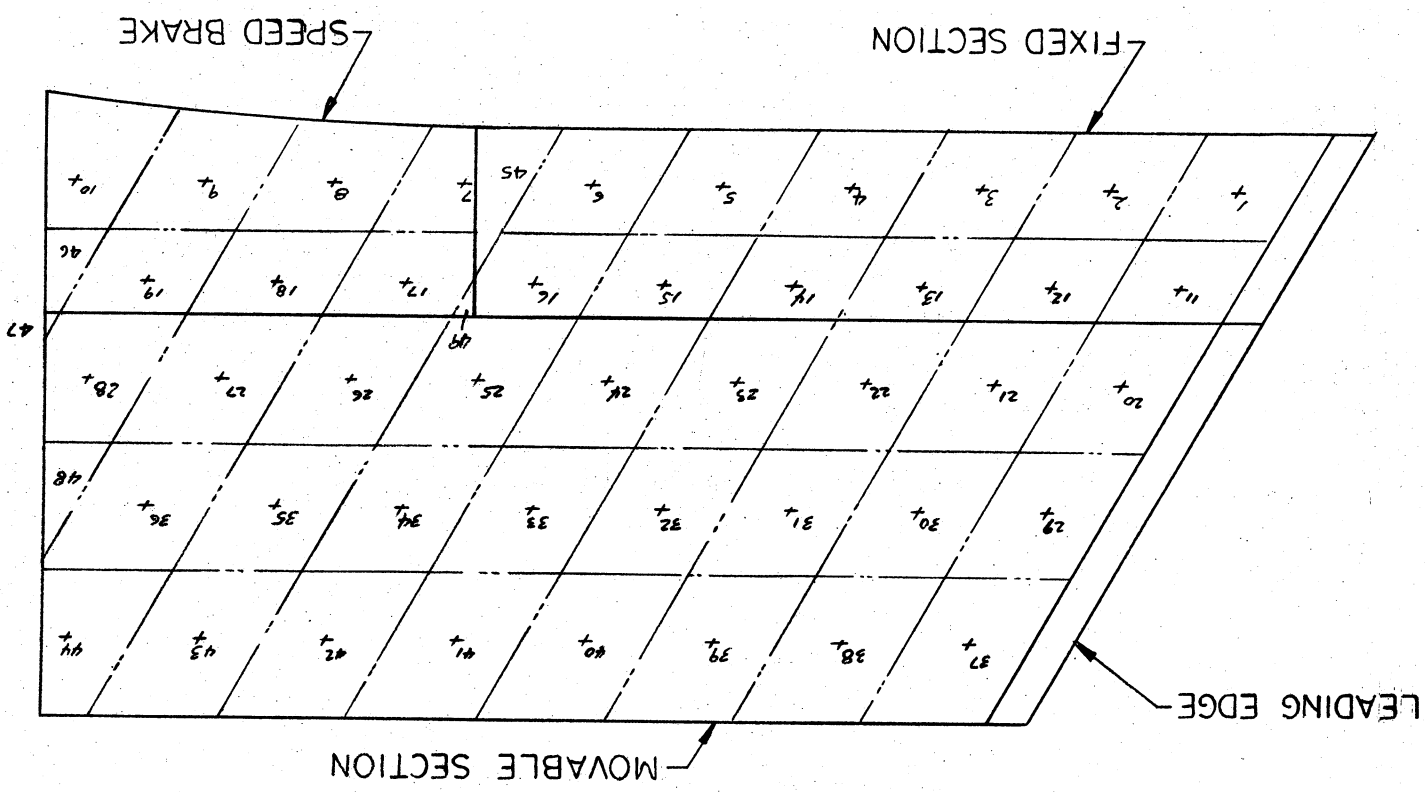 MOVABLE SECTION
LEADING EDGE
37 38 39 40 41 42 43 44
29 30 31 32 33 34 35 36 48
20 21 22 23 24 25 26 27 28
49 47
11 12 13 14 15 16 17 18 19 46
1 2 3 4 5 6 45 7 8 9 10
FIXED SECTION SPEED BRAKE